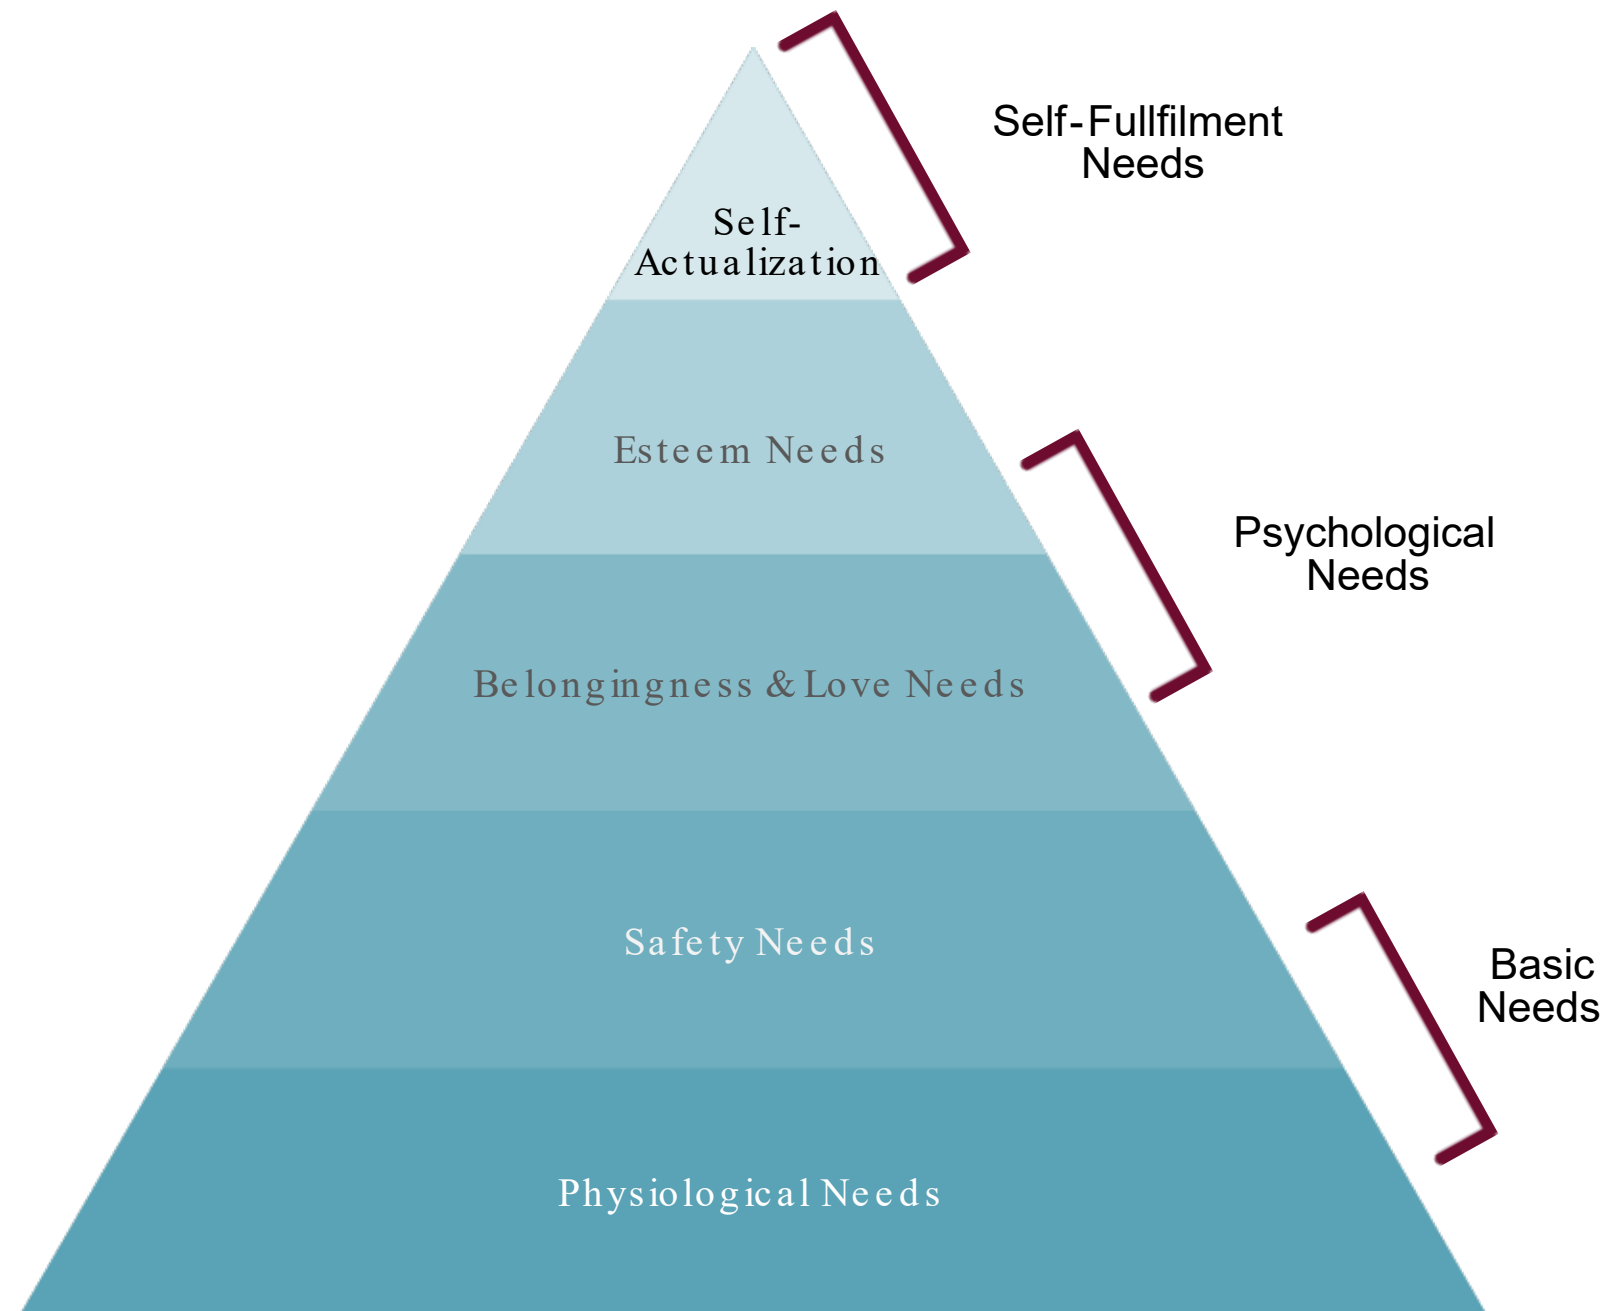 Self-Fullfilment
Needs
Self-
Actualization
Esteem Needs
Psychological
Needs
Belongingness & Love Needs
Safety Needs
Basic
Needs
Physiological Needs